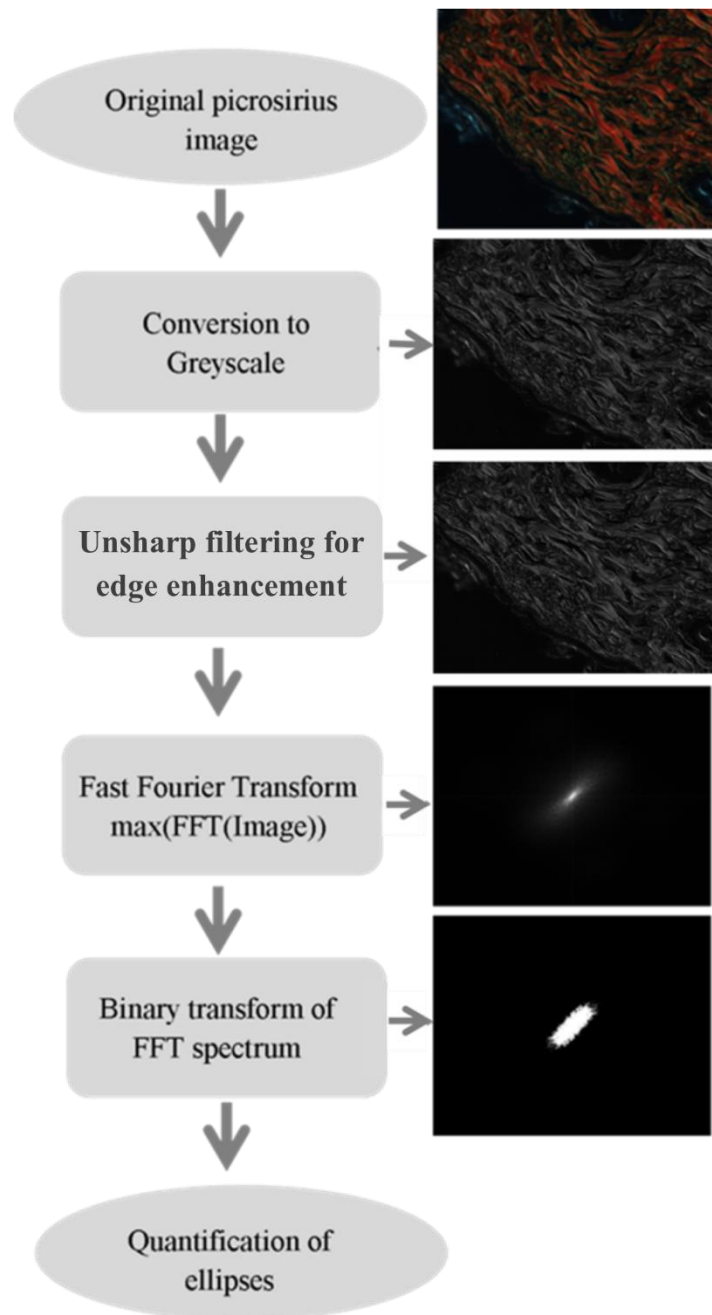 Original picrosirius
image
Conversion to
Greyscale
Unsharp filtering for
edge enhancement
Fast Fourier Transform
max(FFT(Image))
Binary transform of
FFT spectrum
Quantification of
ellipses